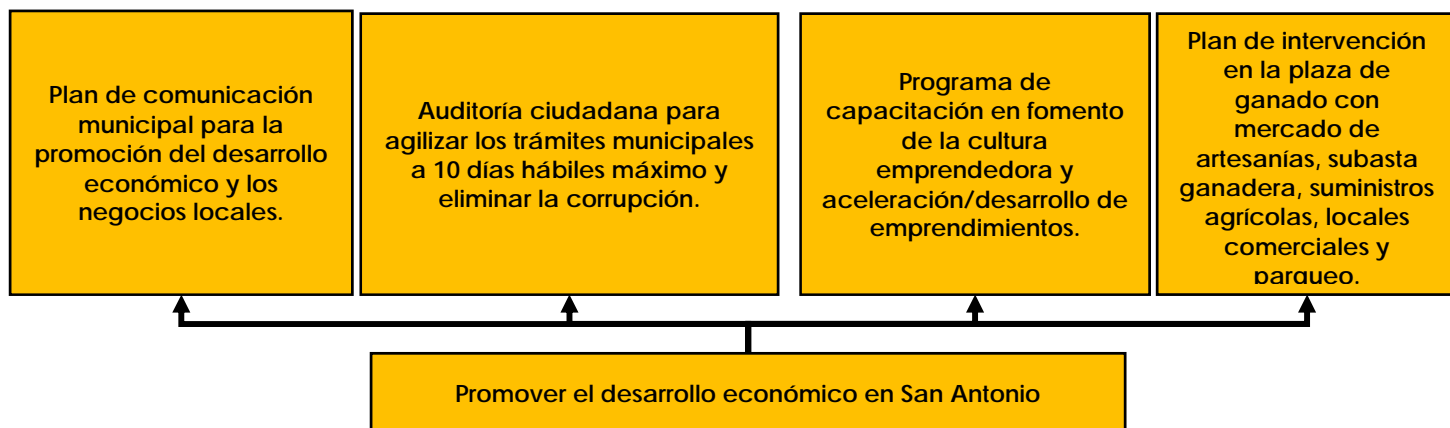 Plan de comunicación
municipal para la
promoción del desarrollo
económico y los
negocios locales.
Auditoría ciudadana para
agilizar los trámites municipales
a 10 días hábiles máximo y
eliminar la corrupción.
Programa de
capacitación en fomento
de la cultura
emprendedora y
aceleración/desarrollo de
emprendimientos.
Plan de intervención
en la plaza de
ganado con
mercado de
artesanías, subasta
ganadera, suministros
agrícolas, locales
comerciales y
parqueo.
Promover el desarrollo económico en San Antonio